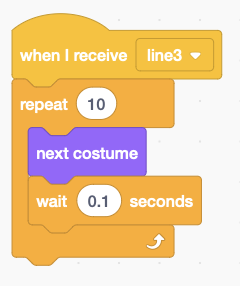 when I receive line3
repeat 10
next costume
wait 0.1 seconds